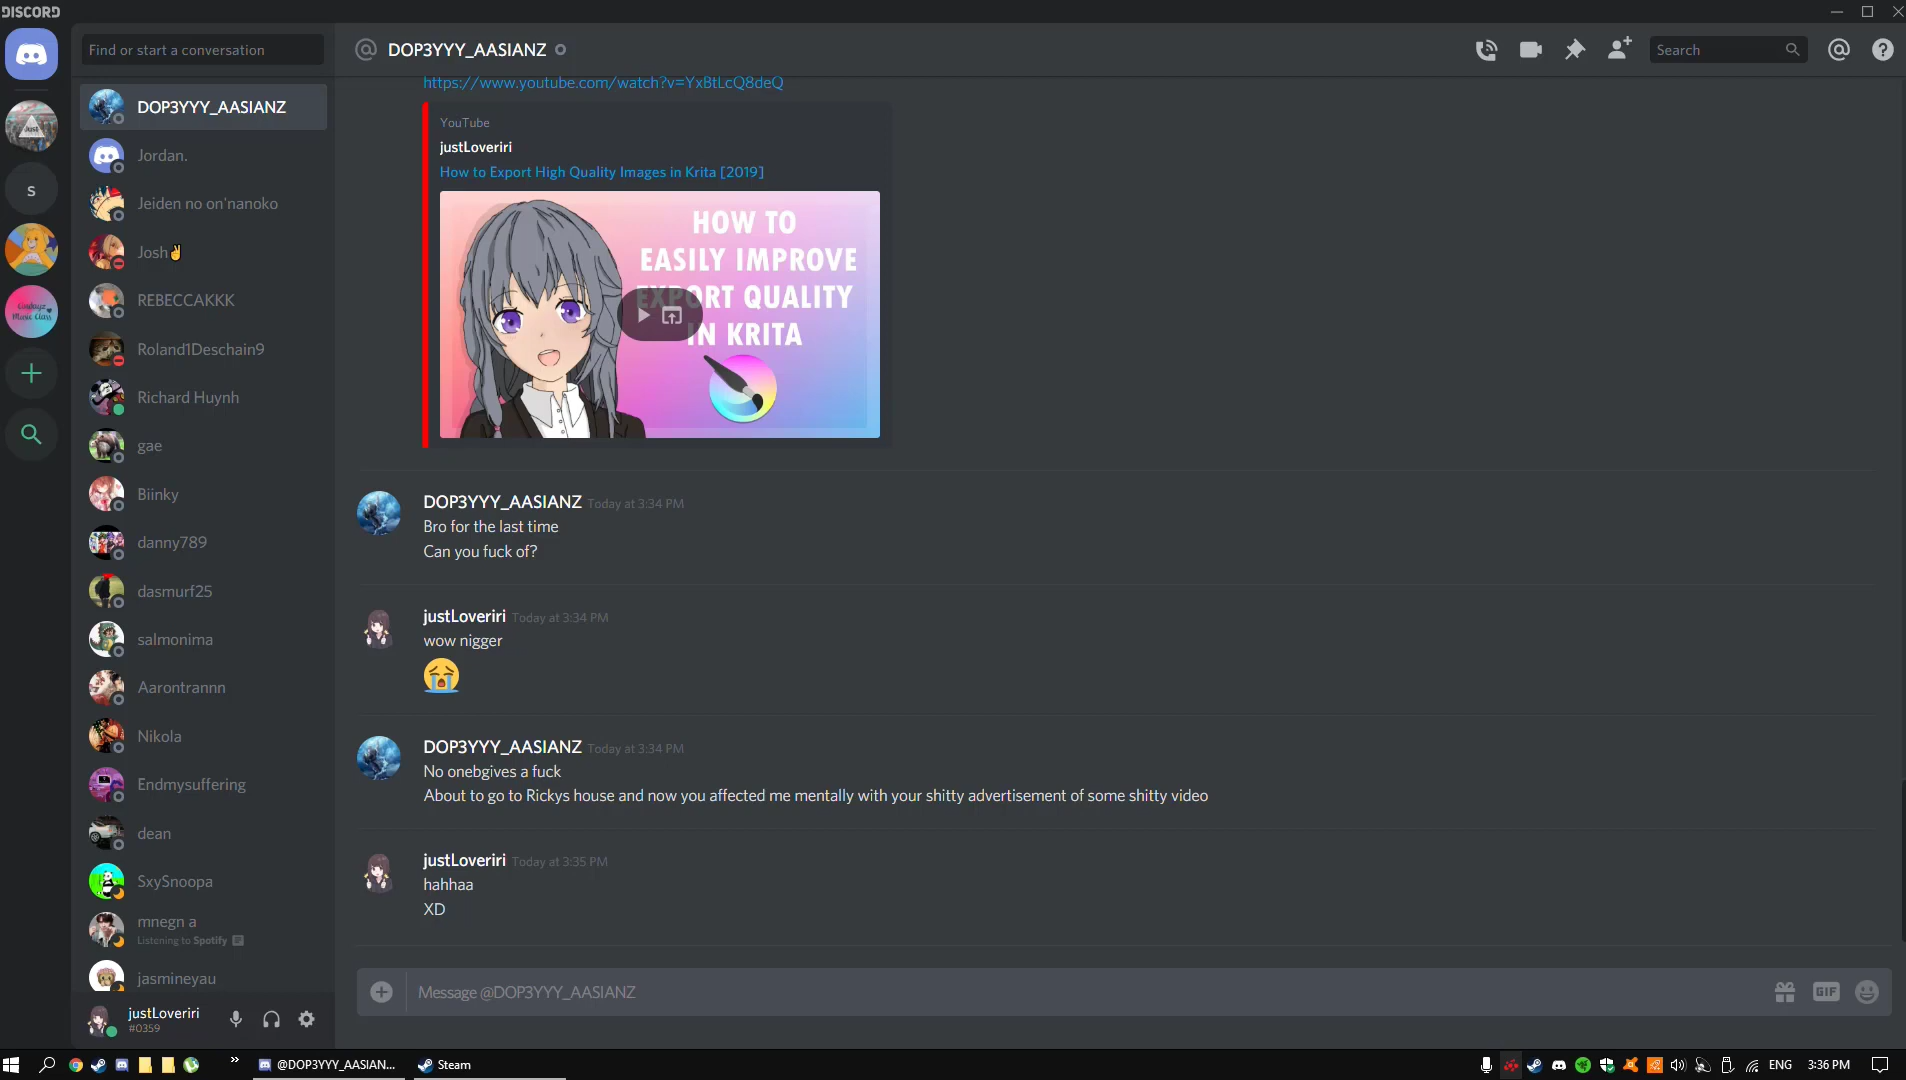 DISCORD
Find or start a conversation
DOP3YYY_AASIANZ
Search
Just
s
Coxlayz
Music Class
DOP3YYY_AASIANZ
Jordan.
Jeiden no on'nanoko
Josh✌
REBECCAKKK
Roland1Deschain9
Richard Huynh
gae
Biinky
danny789
dasmurf25
salmonima
Aarontrannn
Nikola
Endmysuffering
dean
SxySnoopa
mnegn a
Listening to Spotify
jasmineyau
justLoveriri
#0359
https://www.youtube.com/watch?v=YxBtLcQ8deQ
YouTube
justLoveriri
How to Export High Quality Images in Krita [2019]
HOW TO
EASILY IMPROVE
EXPORT QUALITY
IN KRITA
DOP3YYY_AASIANZ Today at 3:34 PM
Bro for the last time
Can you fuck of?
justLoveriri Today at 3:34 PM
wow nigger
😭
DOP3YYY_AASIANZ Today at 3:34 PM
No onebgives a fuck
About to go to Rickys house and now you affected me mentally with your shitty advertisement of some shitty video
justLoveriri Today at 3:35 PM
hahhaa
XD
Message @DOP3YYY_AASIANZ
GIF
@DOP3YYY_AASIAN...
Steam
ENG
3:36 PM